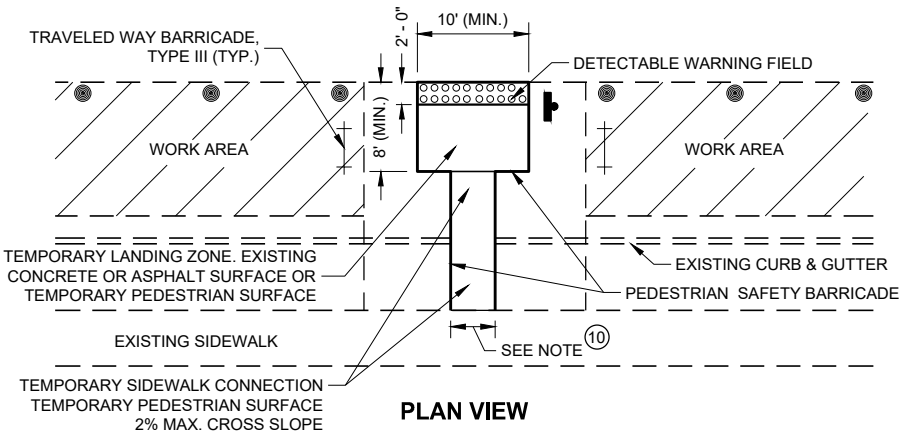 10' (MIN.)
2' - 0"
TRAVELED WAY BARRICADE,
TYPE III (TYP.)
DETECTABLE WARNING FIELD
8' (MIN.)
WORK AREA
WORK AREA
TEMPORARY LANDING ZONE. EXISTING
CONCRETE OR ASPHALT SURFACE OR
TEMPORARY PEDESTRIAN SURFACE
EXISTING CURB & GUTTER
PEDESTRIAN SAFETY BARRICADE
EXISTING SIDEWALK
SEE NOTE 10
TEMPORARY SIDEWALK CONNECTION
TEMPORARY PEDESTRIAN SURFACE
2% MAX. CROSS SLOPE
PLAN VIEW